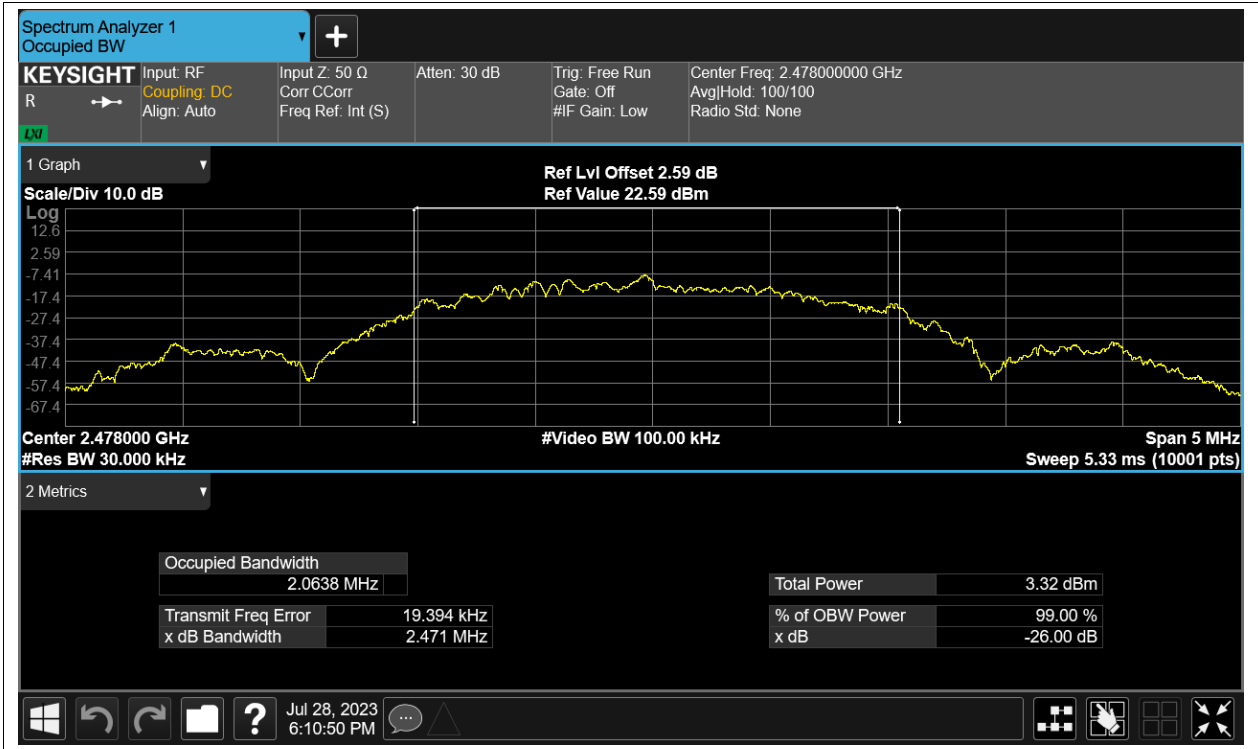 Spectrum Analyzer 1
Occupied BW
KEYSIGHT
R
LXI
Input: RF
Coupling: DC
Align: Auto
Input Z: 50 Ω
Corr CCorr
Freq Ref: Int (S)
Atten: 30 dB
Trig: Free Run
Gate: Off
#IF Gain: Low
Center Freq: 2.478000000 GHz
Avg|Hold: 100/100
Radio Std: None
1 Graph
Scale/Div 10.0 dB
Ref Lvl Offset 2.59 dB
Ref Value 22.59 dBm
Log
12.6
2.59
-7.41
-17.4
-27.4
-37.4
-47.4
-57.4
-67.4
Center 2.478000 GHz
#Res BW 30.000 kHz
#Video BW 100.00 kHz
Span 5 MHz
Sweep 5.33 ms (10001 pts)
2 Metrics
Occupied Bandwidth
2.0638 MHz
Transmit Freq Error 19.394 kHz
x dB Bandwidth 2.471 MHz
Total Power 3.32 dBm
% of OBW Power 99.00 %
x dB -26.00 dB
?
Jul 28, 2023
6:10:50 PM